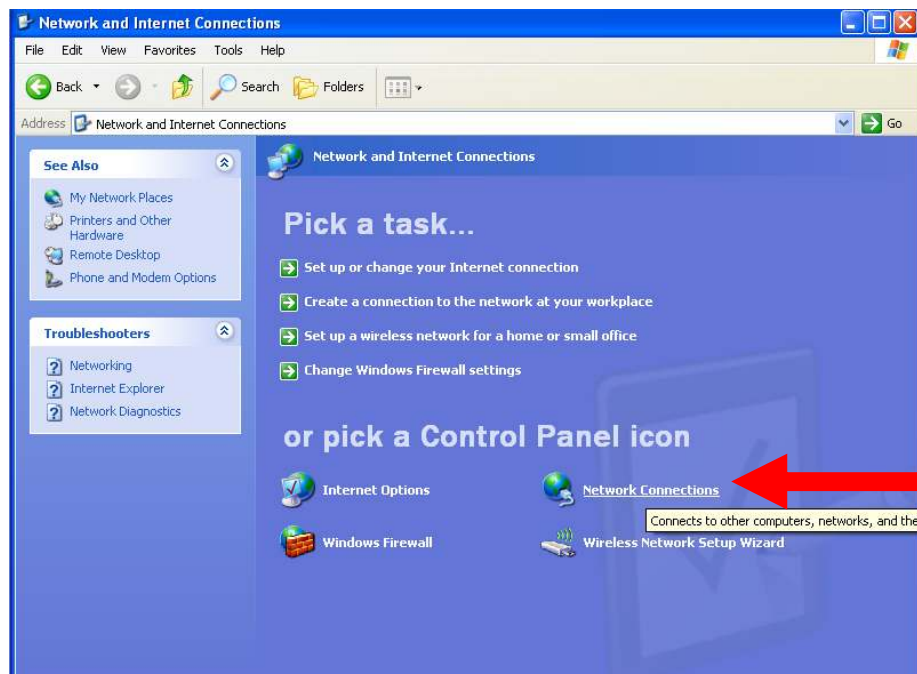 Network and Internet Connections
File Edit View Favorites Tools Help
Back Search Folders
Address Network and Internet Connections Go
See Also
My Network Places
Printers and Other
Hardware
Remote Desktop
Phone and Modem Options
Troubleshooters
Networking
Internet Explorer
Network Diagnostics
Network and Internet Connections
Pick a task...
Set up or change your Internet connection
Create a connection to the network at your workplace
Set up a wireless network for a home or small office
Change Windows Firewall settings
or pick a Control Panel icon
Internet Options Network Connections
Connects to other computers, networks, and the
Windows Firewall Wireless Network Setup Wizard